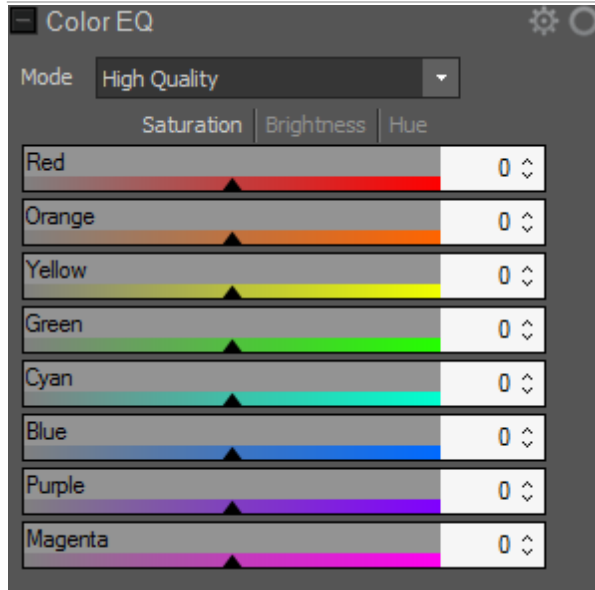 Color EQ
Mode High Quality
Saturation Brightness Hue
Red 0
Orange 0
Yellow 0
Green 0
Cyan 0
Blue 0
Purple 0
Magenta 0